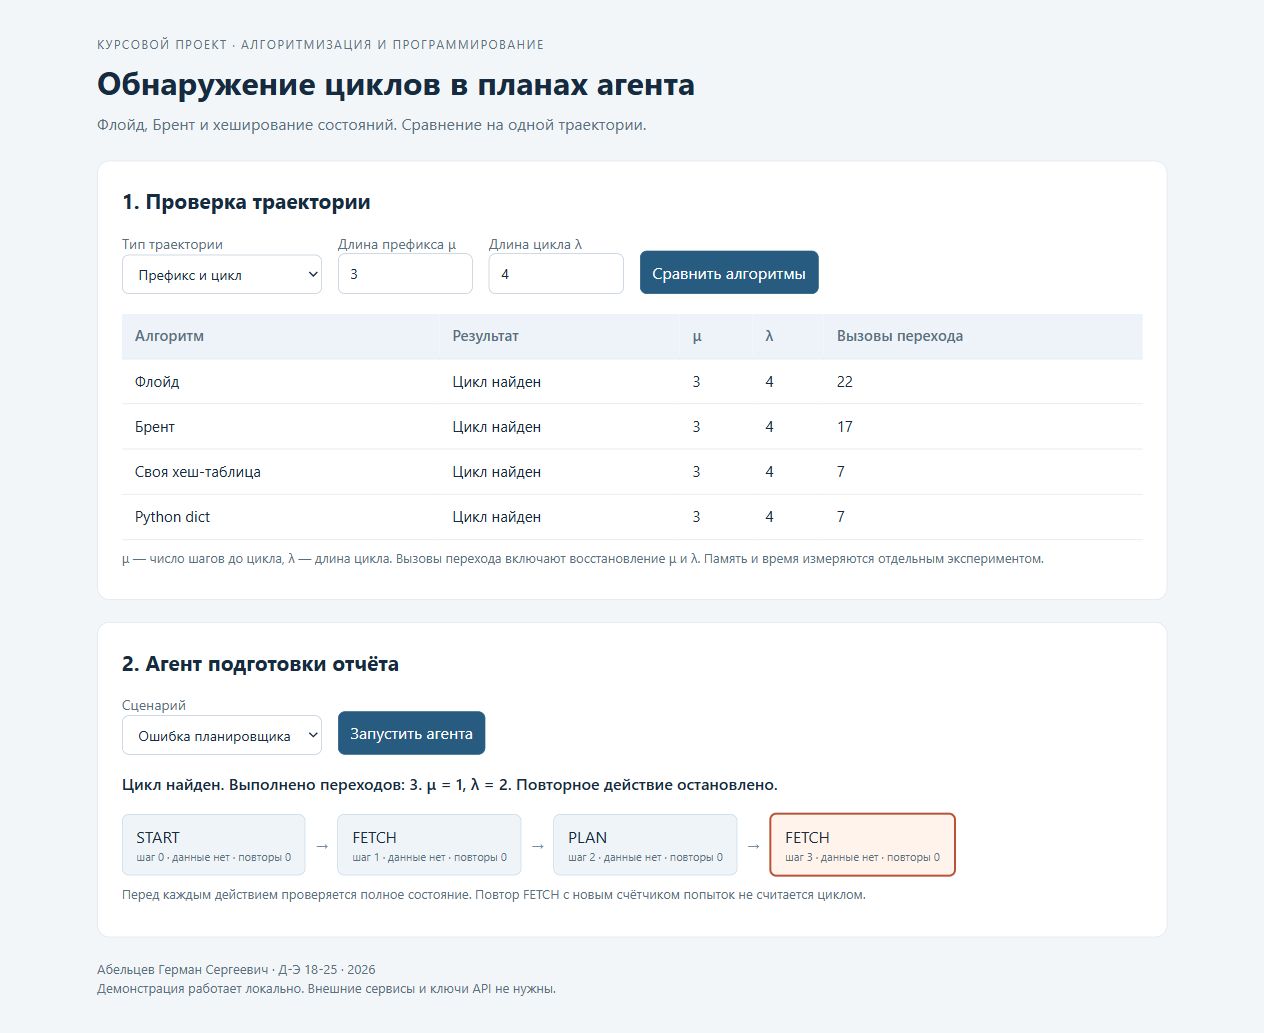 КУРСОВОЙ ПРОЕКТ · АЛГОРИТМИЗАЦИЯ И ПРОГРАММИРОВАНИЕ
Обнаружение циклов в планах агента
Флойд, Брент и хеширование состояний. Сравнение на одной траектории.
1. Проверка траектории
Тип траектории Длина префикса μ Длина цикла λ
Префикс и цикл 3 4 Сравнить алгоритмы
Алгоритм Результат μ λ Вызовы перехода
Флойд Цикл найден 3 4 22
Брент Цикл найден 3 4 17
Своя хеш-таблица Цикл найден 3 4 7
Python dict Цикл найден 3 4 7
μ — число шагов до цикла, λ — длина цикла. Вызовы перехода включают восстановление μ и λ. Память и время измеряются отдельным экспериментом.
2. Агент подготовки отчёта
Сценарий
Ошибка планировщика Запустить агента
Цикл найден. Выполнено переходов: 3. μ = 1, λ = 2. Повторное действие остановлено.
START → FETCH → PLAN → FETCH
шаг 0 · данные нет · повторы 0 шаг 1 · данные нет · повторы 0 шаг 2 · данные нет · повторы 0 шаг 3 · данные нет · повторы 0
Перед каждым действием проверяется полное состояние. Повтор FETCH с новым счётчиком попыток не считается циклом.
Абельцев Герман Сергеевич · Д-Э 18-25 · 2026
Демонстрация работает локально. Внешние сервисы и ключи API не нужны.